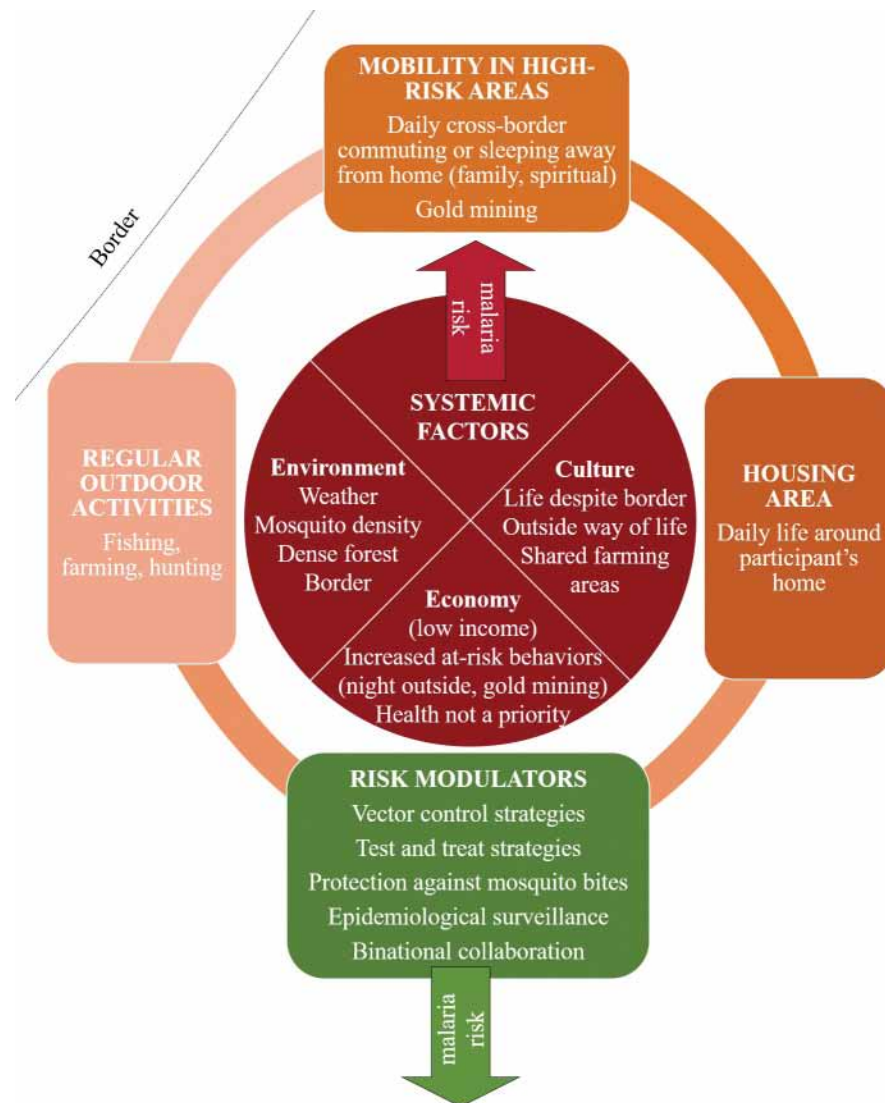 MOBILITY IN HIGH-
RISK AREAS
Daily cross-border
commuting or sleeping away
from home (family, spiritual)
Gold mining
Border
malaria
risk
SYSTEMIC
FACTORS
Environment
Weather
Mosquito density
Dense forest
Border
Culture
Life despite border
Outside way of life
Shared farming
areas
Economy
(low income)
Increased at-risk behaviors
(night outside, gold mining)
Health not a priority
REGULAR
OUTDOOR
ACTIVITIES
Fishing,
farming, hunting
HOUSING
AREA
Daily life around
participant's
home
RISK MODULATORS
Vector control strategies
Test and treat strategies
Protection against mosquito bites
Epidemiological surveillance
Binational collaboration
malaria
risk